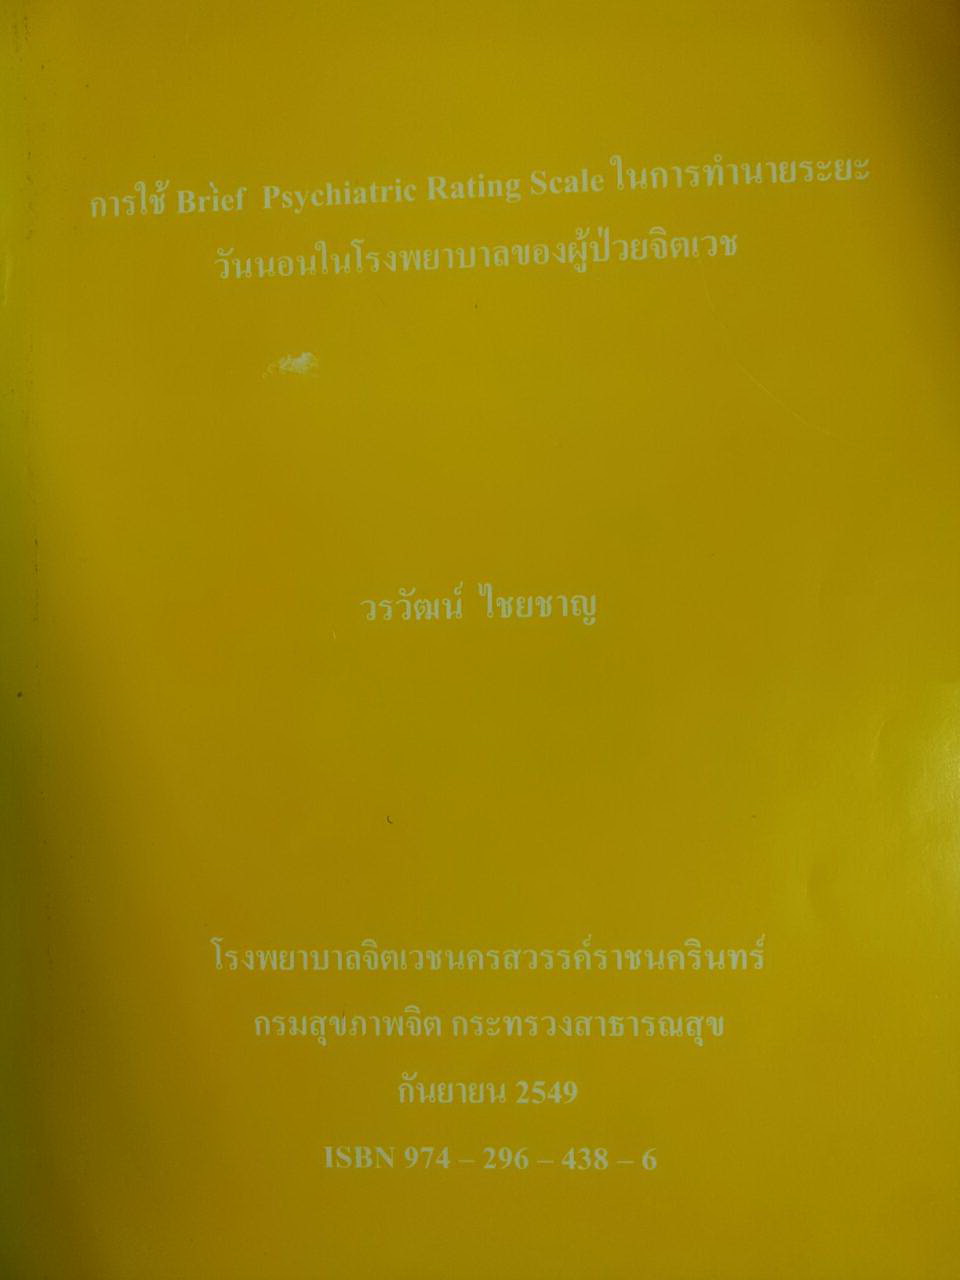 การใช้ Brief Psychiatric Rating Scale ในการทำนายระยะ
วันนอนในโรงพยาบาลของผู้ป่วยจิตเวช
วรวัฒน์ ไชยชาญ
โรงพยาบาลจิตเวชนครสวรรค์ราชนครินทร์
กรมสุขภาพจิต กระทรวงสาธารณสุข
กันยายน 2549
ISBN 974 – 296 – 438 – 6